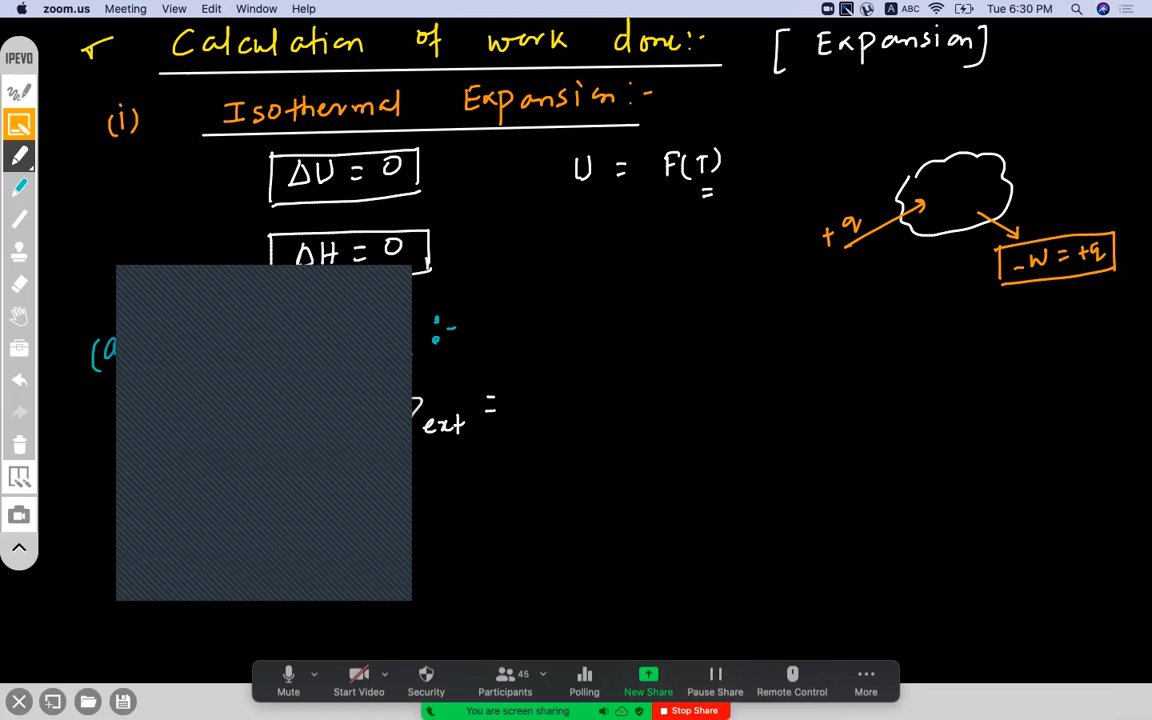 zoom.us Meeting View Edit Window Help ABC Tue 6:30 PM
IPEVO
Calculation of work done:- [Expansion]
(i) Isothermal Expansion:-
ΔU = 0 U = F(T)
+q
ΔH = 0 -W = +q
:-
ext =
Mute Start Video Security Participants 45 Polling New Share Pause Share Remote Control More
You are screen sharing Stop Share